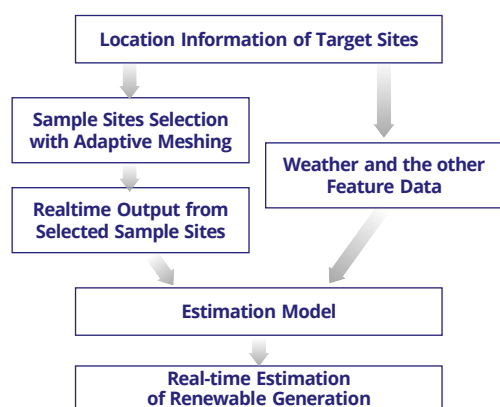 Location Information of Target Sites
Sample Sites Selection
with Adaptive Meshing
Weather and the other
Feature Data
Realtime Output from
Selected Sample Sites
Estimation Model
Real-time Estimation
of Renewable Generation